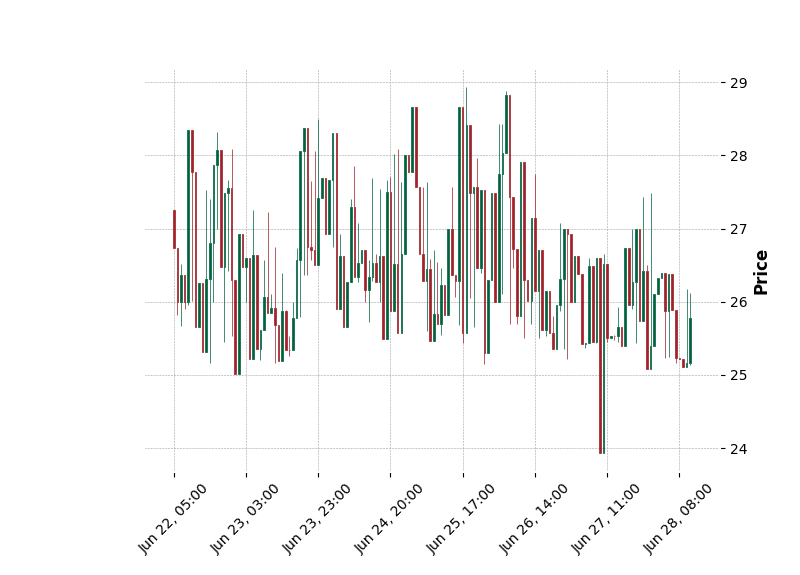 29
28
27
26
25
24
Price
Jun 22, 05:00
Jun 23, 03:00
Jun 23, 23:00
Jun 24, 20:00
Jun 25, 17:00
Jun 26, 14:00
Jun 27, 11:00
Jun 28, 08:00